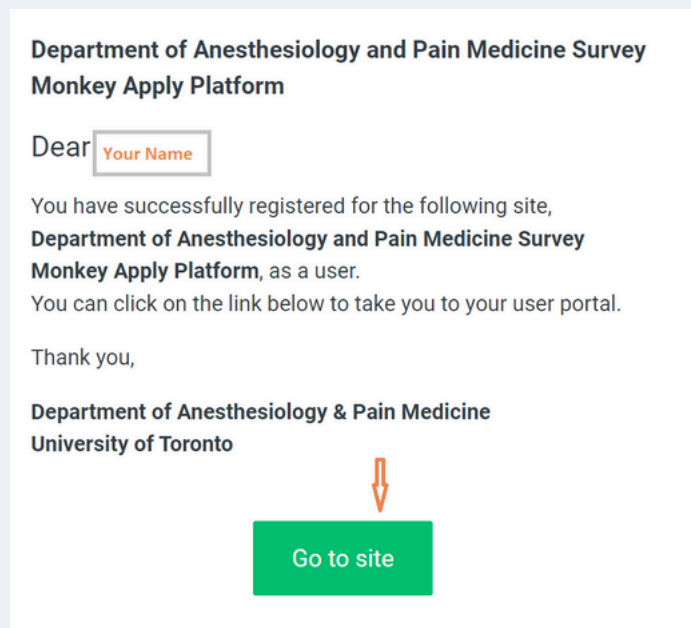 Department of Anesthesiology and Pain Medicine Survey
Monkey Apply Platform
Dear Your Name
You have successfully registered for the following site,
Department of Anesthesiology and Pain Medicine Survey
Monkey Apply Platform, as a user.
You can click on the link below to take you to your user portal.
Thank you,
Department of Anesthesiology & Pain Medicine
University of Toronto
Go to site